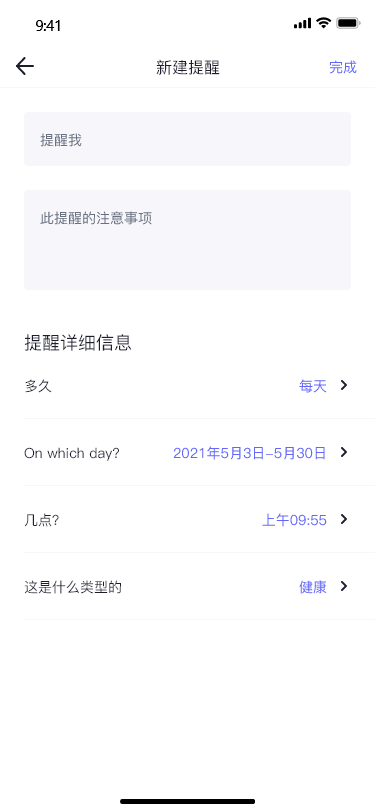 9:41
新建提醒
完成
提醒我
此提醒的注意事项
提醒详细信息
多久
每天
On which day?
2021年5月3日–5月30日
几点?
上午09:55
这是什么类型的
健康